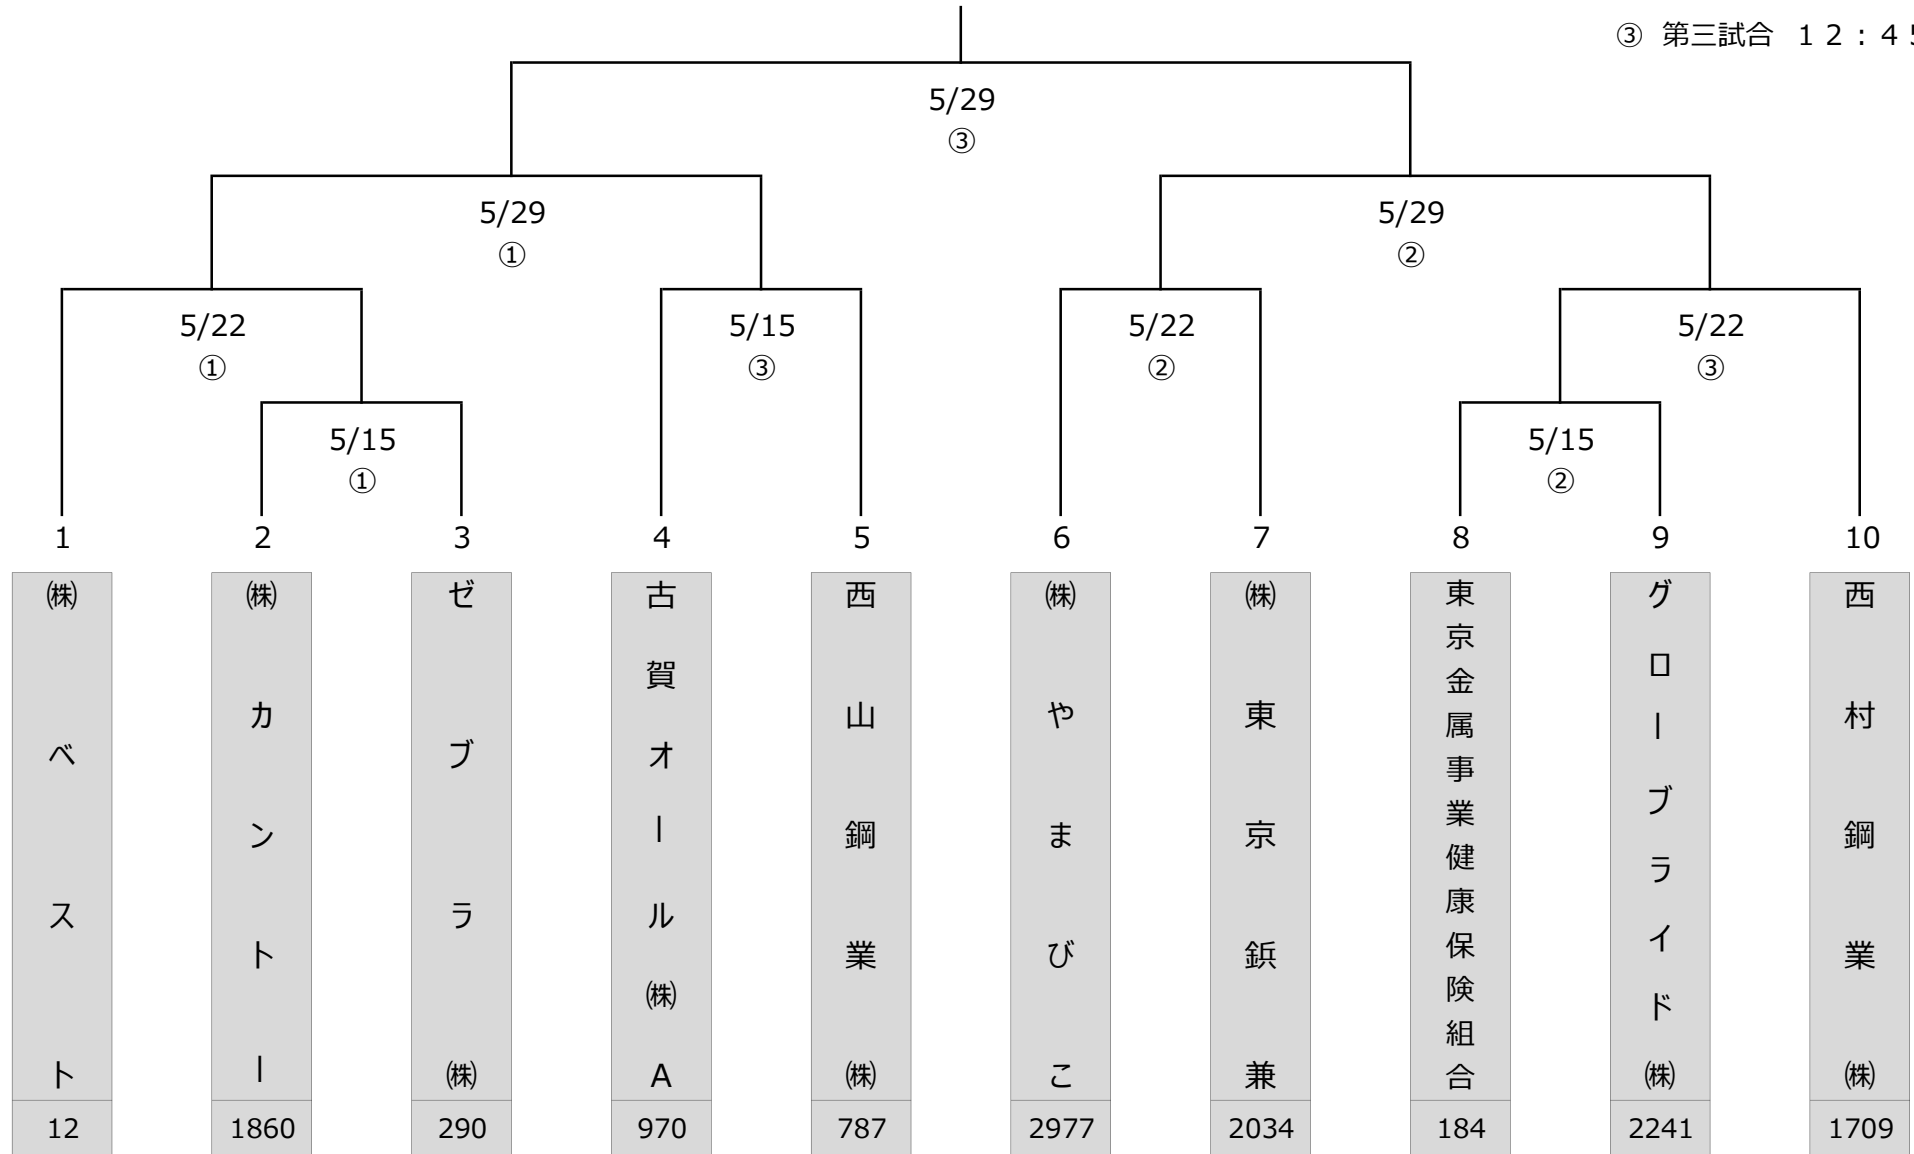 ③ 第三試合 １２：４５
5/29
③
5/29
①
5/29
②
5/22
①
5/15
③
5/22
②
5/22
③
5/15
①
5/15
②
1 2 3 4 5 6 7 8 9 10
㈱ベスト
㈱カントー
ゼブラ㈱
古賀オール㈱A
西山鋼業㈱
㈱やまびこ
㈱東京鋲兼
東京金属事業健康保険組合
グローブライド㈱
西村鋼業㈱
12 1860 290 970 787 2977 2034 184 2241 1709